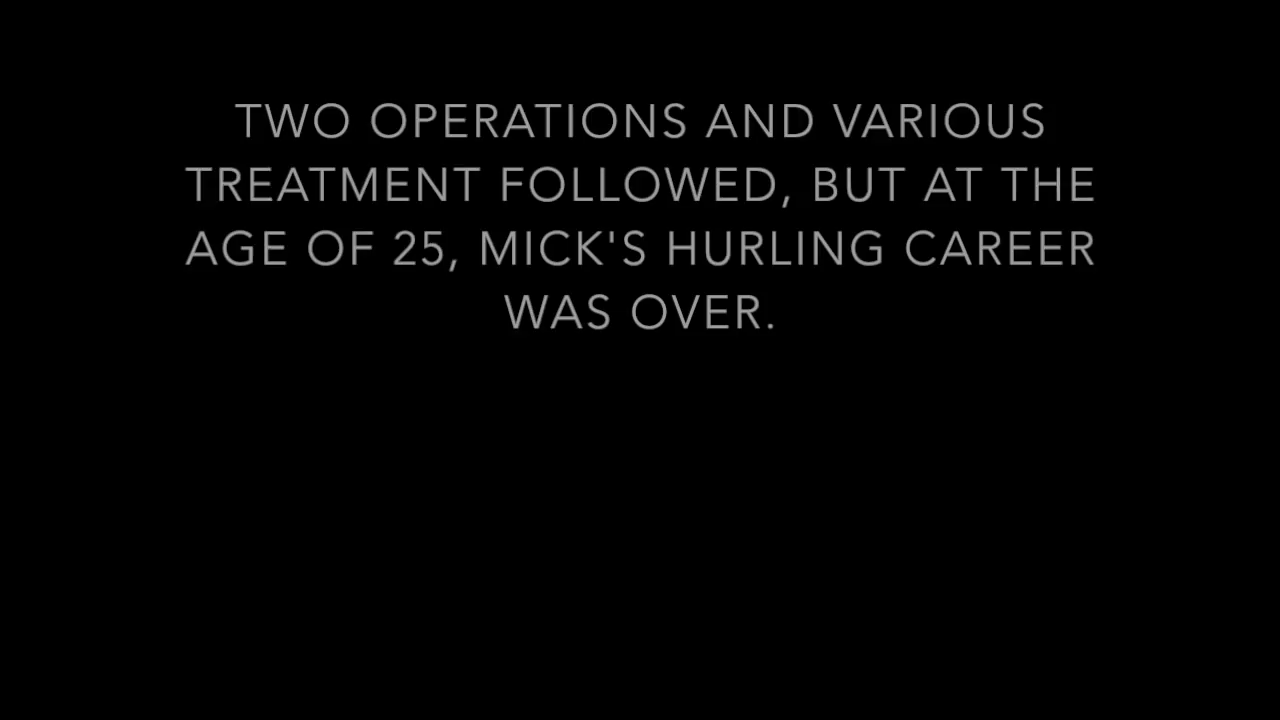 TWO OPERATIONS AND VARIOUS
TREATMENT FOLLOWED, BUT AT THE
AGE OF 25, MICK'S HURLING CAREER
WAS OVER.